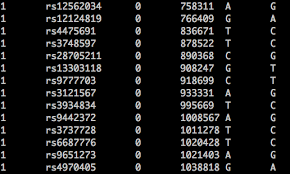 1 rs12562034 0 758311 A G
1 rs12124819 0 766409 G A
1 rs4475691 0 836671 T C
1 rs3748597 0 878522 T C
1 rs28705211 0 890368 C G
1 rs13303118 0 908247 G T
1 rs9777703 0 918699 C T
1 rs3121567 0 933331 A G
1 rs3934834 0 995669 T C
1 rs9442372 0 1008567 A G
1 rs3737728 0 1011278 T C
1 rs6687776 0 1020428 T C
1 rs9651273 0 1021403 A G
1 rs4970405 0 1038818 G A